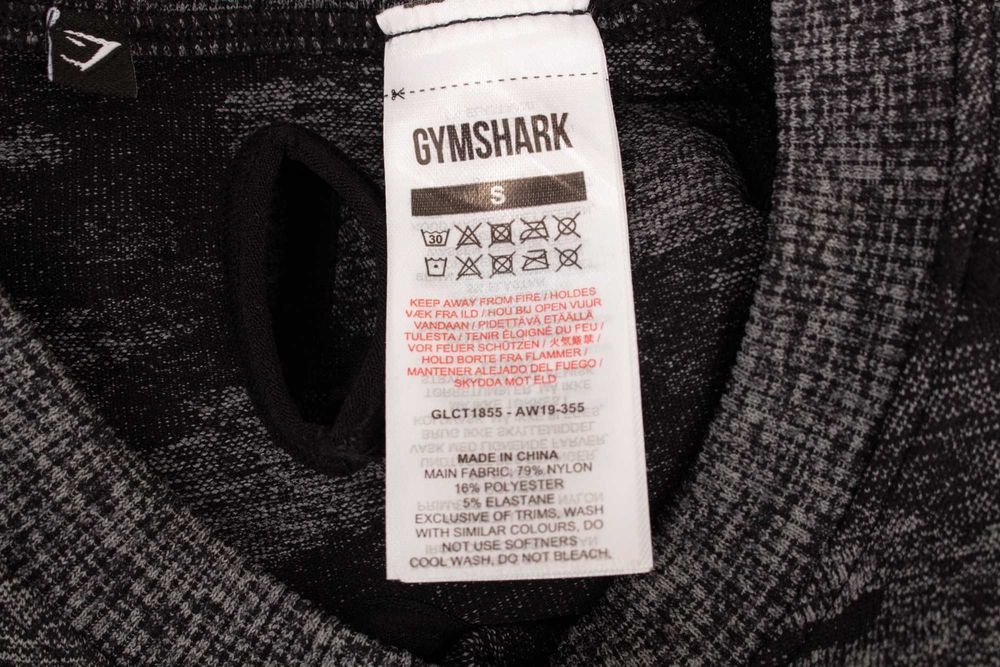 GYMSHARK
S
30
KEEP AWAY FROM FIRE / HOLDES
VÆK FRA ILD / HOU BIJ OPEN VUUR
VANDAAN / PIDETTÄVÄ ETÄÄLLÄ
TULESTA / TENIR ÉLOIGNÉ DU FEU /
VOR FEUER SCHÜTZEN / 火気厳禁 /
HOLD BORTE FRA FLAMMER /
MANTENER ALEJADO DEL FUEGO /
SKYDDA MOT ELD
GLCT1855 - AW19-355
MADE IN CHINA
MAIN FABRIC, 79% NYLON
16% POLYESTER
5% ELASTANE
EXCLUSIVE OF TRIMS, WASH
WITH SIMILAR COLOURS, DO
NOT USE SOFTNERS
COOL WASH, DO NOT BLEACH,